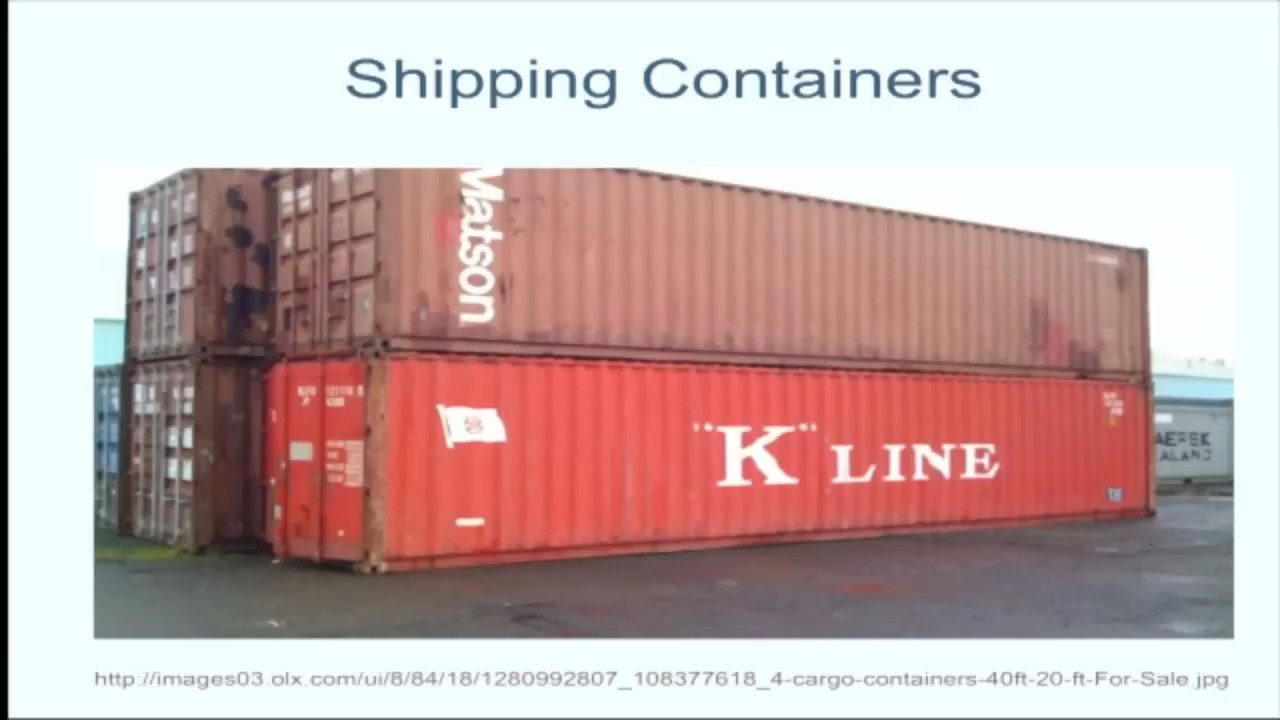 Shipping Containers
Matson
"K" LINE
http://images03.olx.com/ui/8/84/18/1280992807_108377618_4-cargo-containers-40ft-20-ft-For-Sale.jpg